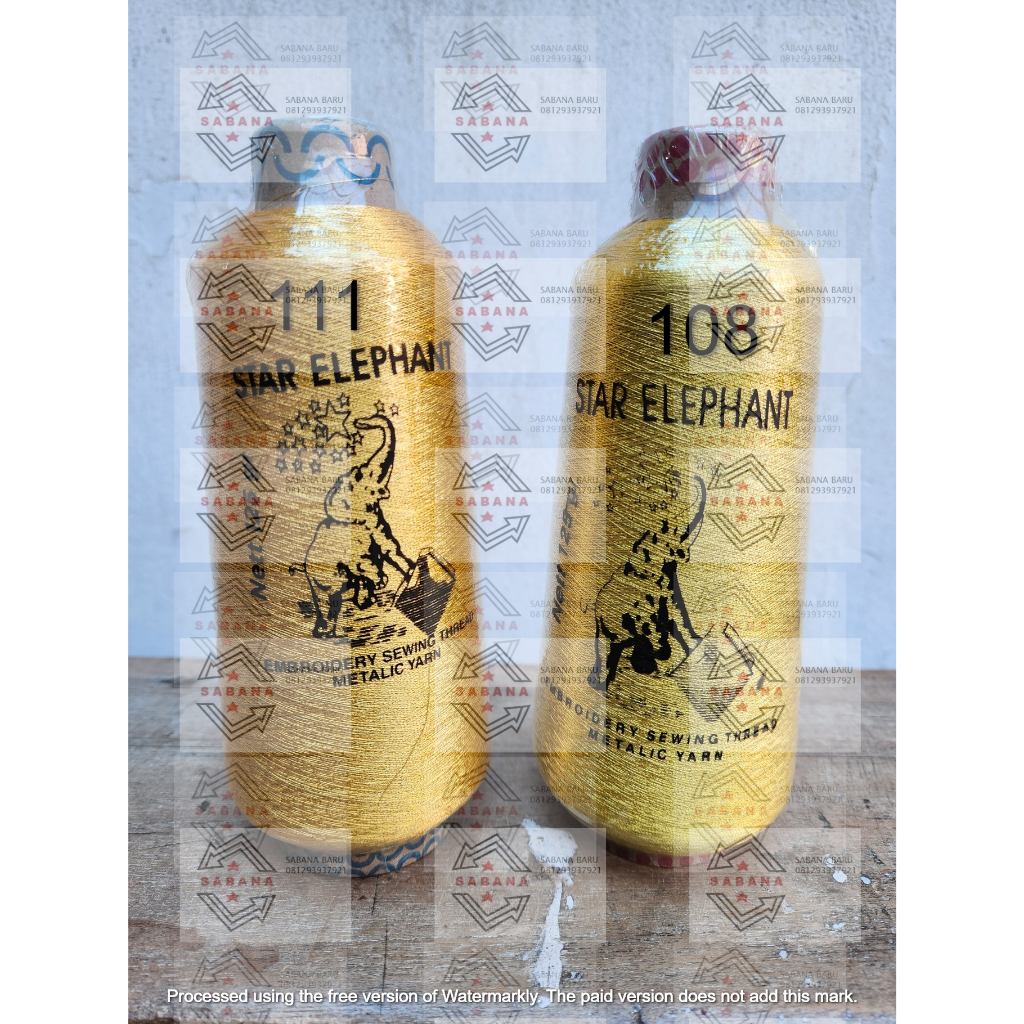 SABANA BARU
081293937921
SABANA
111
STAR ELEPHANT
EMBROIDERY SEWING THREAD
METALIC YARN
108
STAR ELEPHANT
EMBROIDERY SEWING THREAD
METALIC YARN
Processed using the free version of Watermarkly. The paid version does not add this mark.